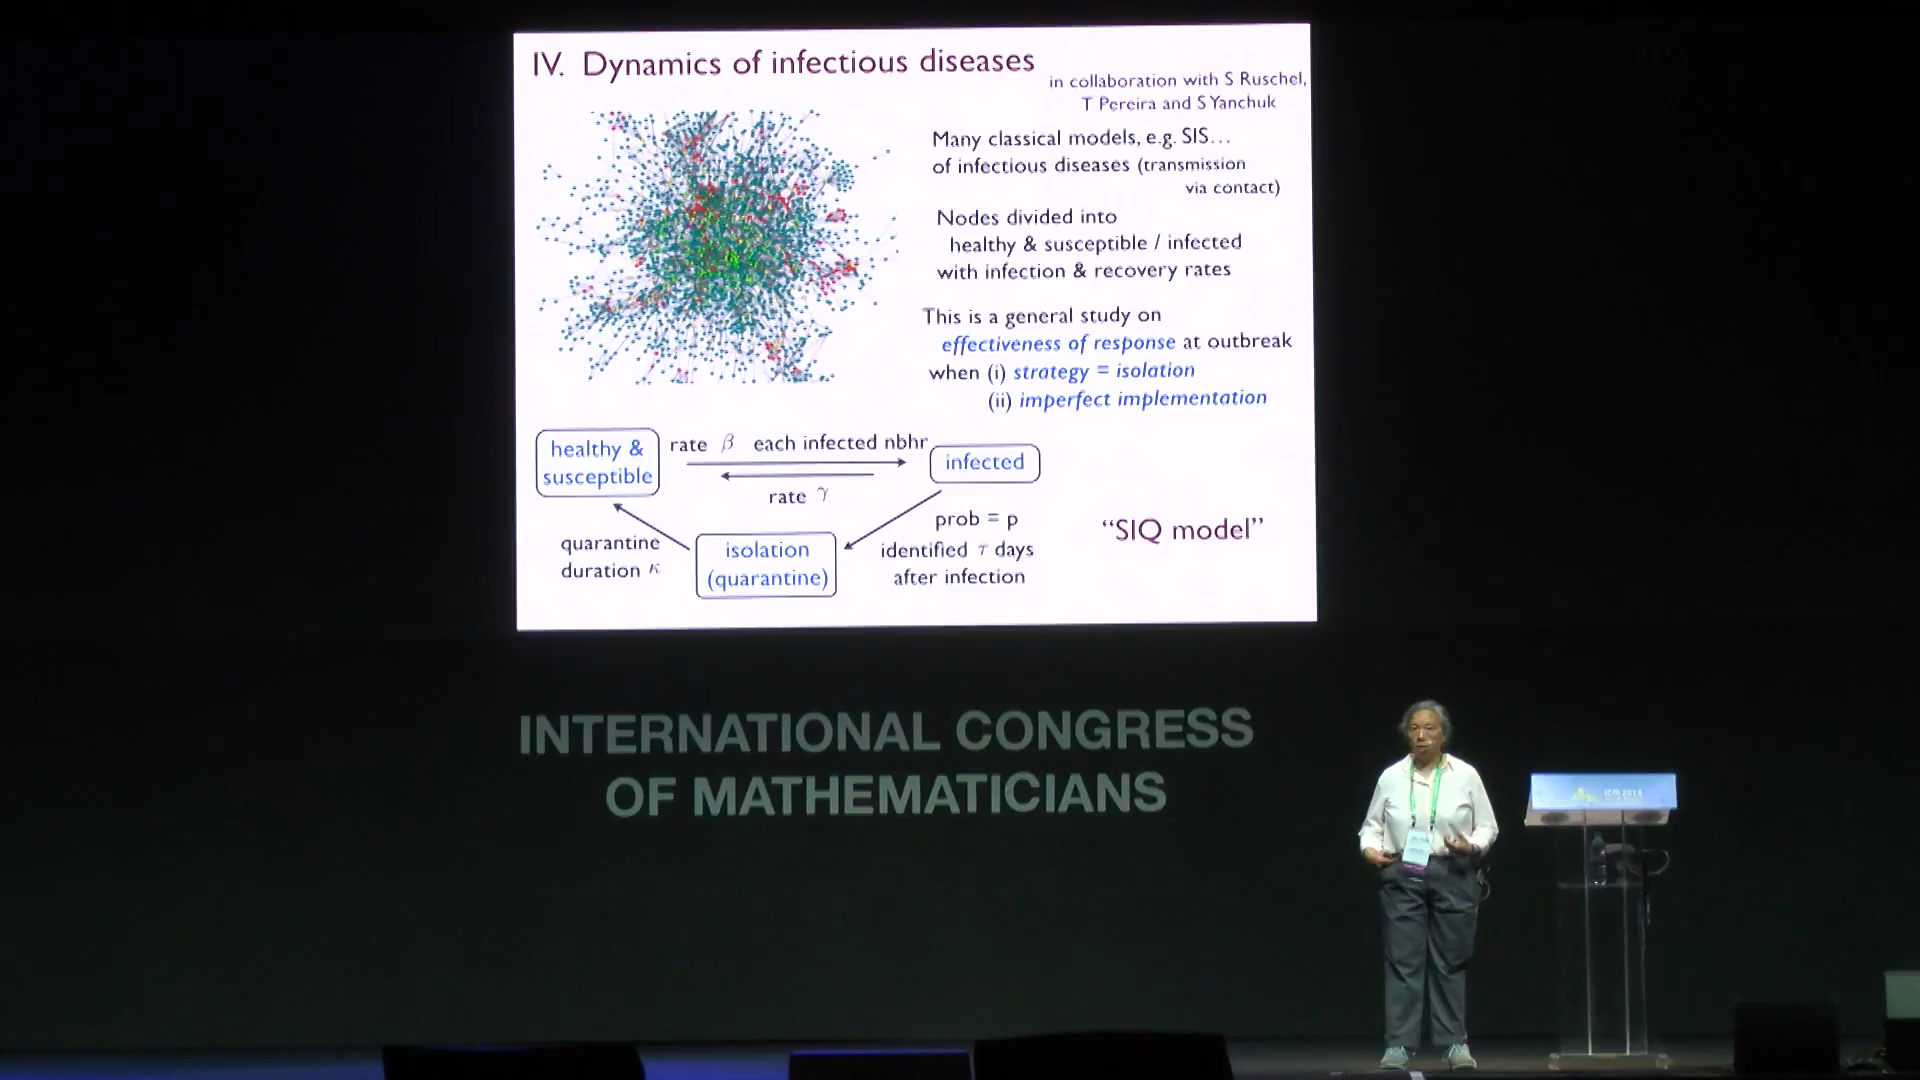 IV. Dynamics of infectious diseases
in collaboration with S Ruschel,
T Pereira and S Yanchuk
Many classical models, e.g. SIS...
of infectious diseases (transmission
via contact)
Nodes divided into
healthy & susceptible / infected
with infection & recovery rates
This is a general study on
effectiveness of response at outbreak
when (i) strategy = isolation
(ii) imperfect implementation
healthy &
susceptible
rate β each infected nbhr
infected
rate γ
prob = p
identified τ days
after infection
isolation
(quarantine)
quarantine
duration κ
"SIQ model"
INTERNATIONAL CONGRESS
OF MATHEMATICIANS
ICM 2018